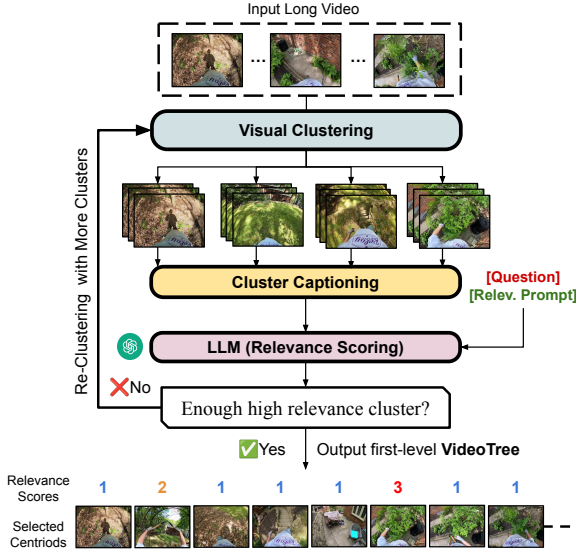 Input Long Video
... ...
Visual Clustering
Re-Clustering with More Clusters
Cluster Captioning
[Question]
[Relev. Prompt]
LLM (Relevance Scoring)
No
Enough high relevance cluster?
Yes Output first-level VideoTree
Relevance
Scores
1 2 1 1 1 3 1 1
Selected
Centriods